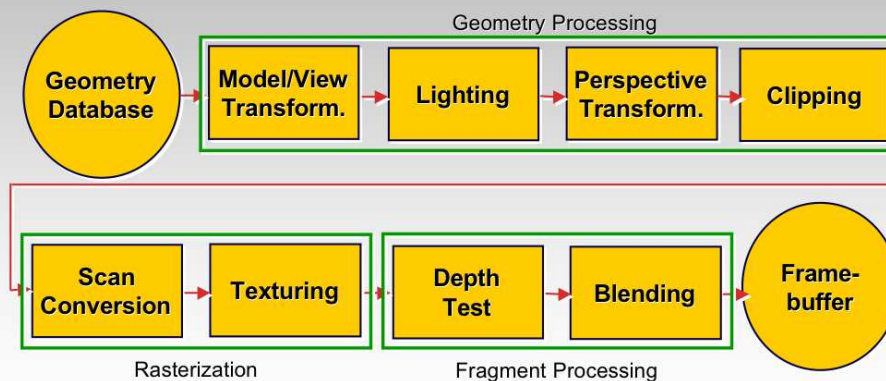 Geometry Processing
Geometry
Database
Model/View
Transform.
Lighting
Perspective
Transform.
Clipping
Scan
Conversion
Texturing
Depth
Test
Blending
Frame-
buffer
Rasterization
Fragment Processing